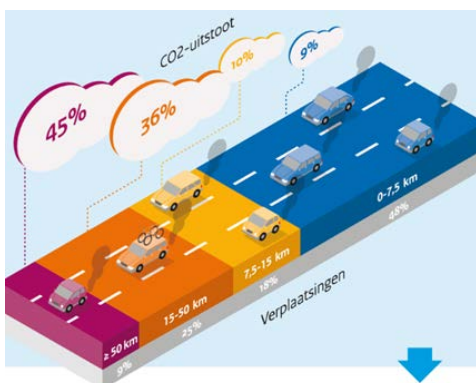 CO2-uitstoot
45%
36%
10%
9%
≥ 50 km
15-50 km
7,5-15 km
0-7,5 km
9%
25%
18%
48%
Verplaatsingen